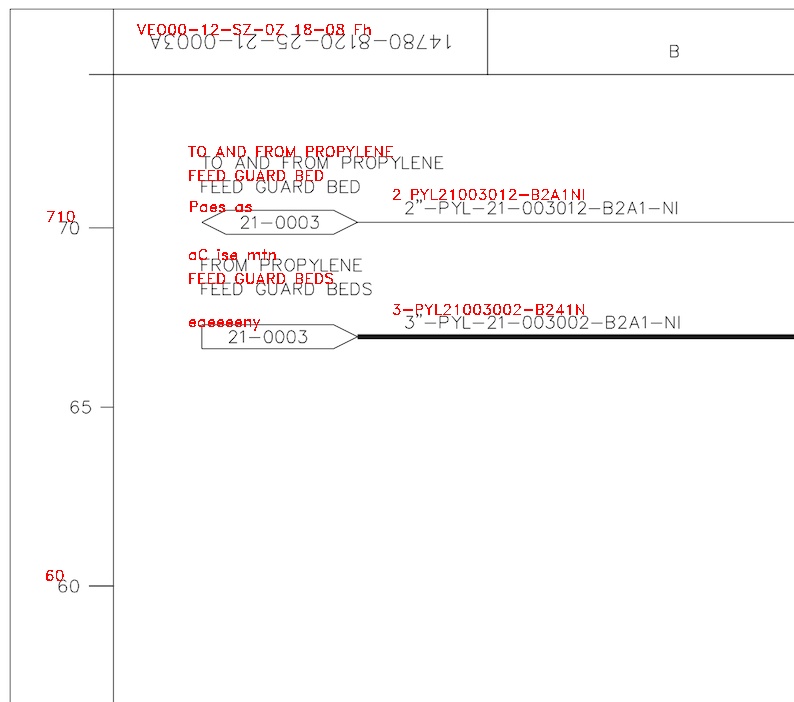 VEO00-12-SZ-0Z 18-08 Fh
14780-8120-25-21-0003A
B
TO AND FROM PROPYLENE
TO AND FROM PROPYLENE
FEED GUARD BED
FEED GUARD BED
2 PYL21003012-B2A1NI
2"-PYL-21-003012-B2A1-NI
Paes as
21-0003
710
70
aC ise mtn
FROM PROPYLENE
FEED GUARD BEDS
FEED GUARD BEDS
3-PYL21003002-B241N
3"-PYL-21-003002-B2A1-NI
eaeeeeny
21-0003
65
60
60